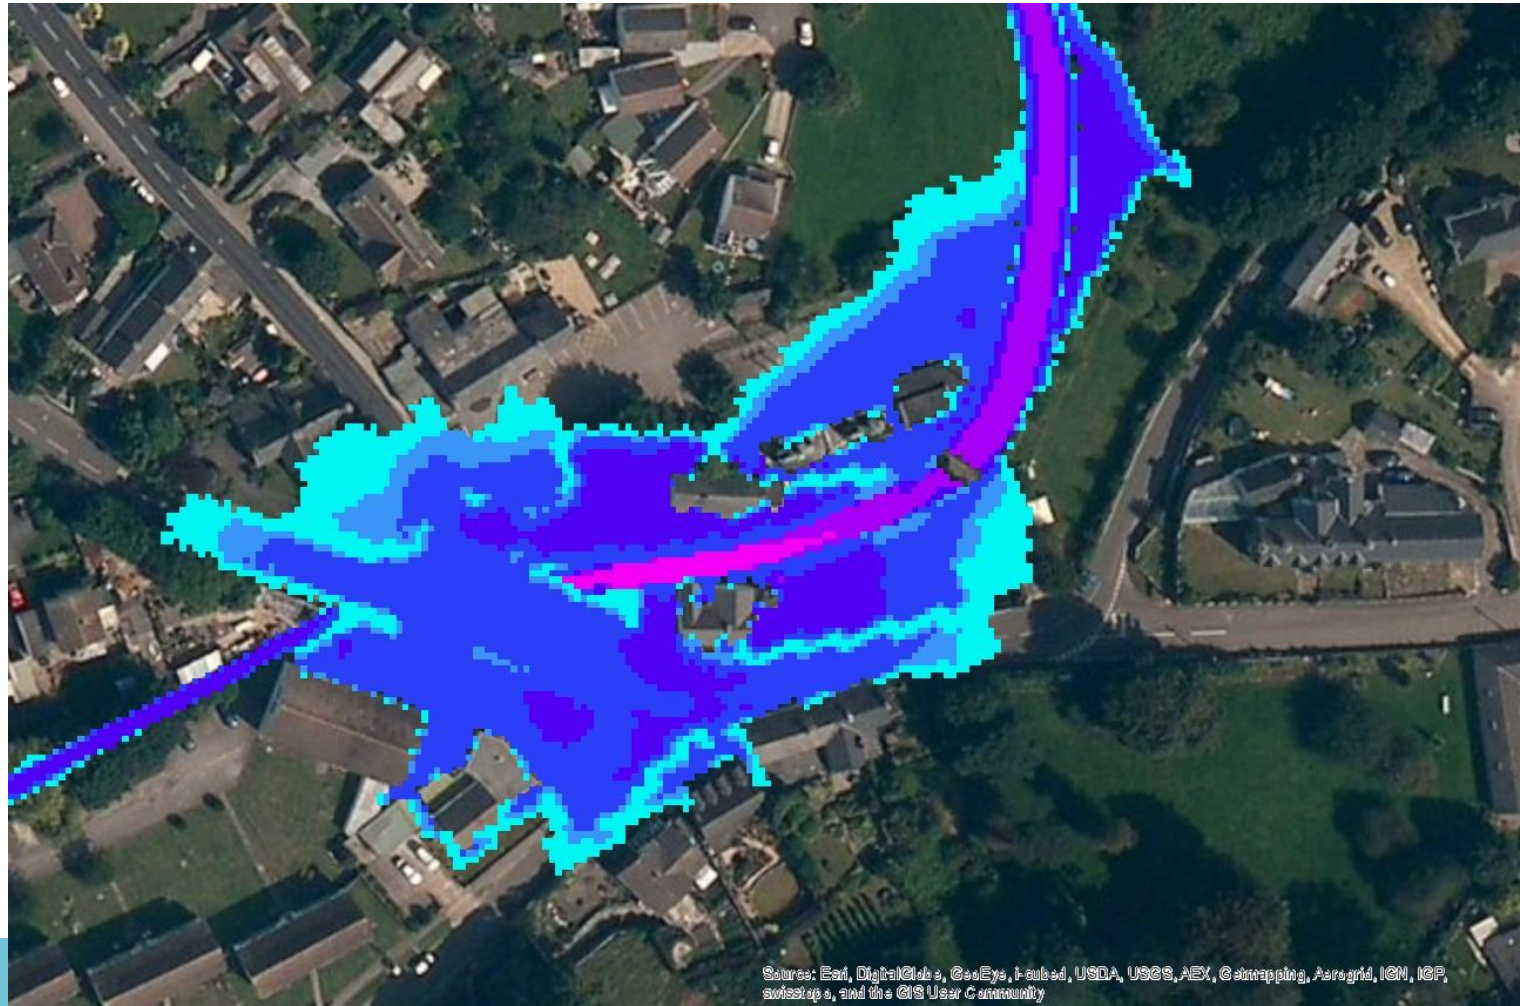 Source: Esri, DigitalGlobe, GeoEye, i-cubed, USDA, USGS, AEX, Getmapping, Aerogrid, IGN, IGP,
swisstopo, and the GIS User Community